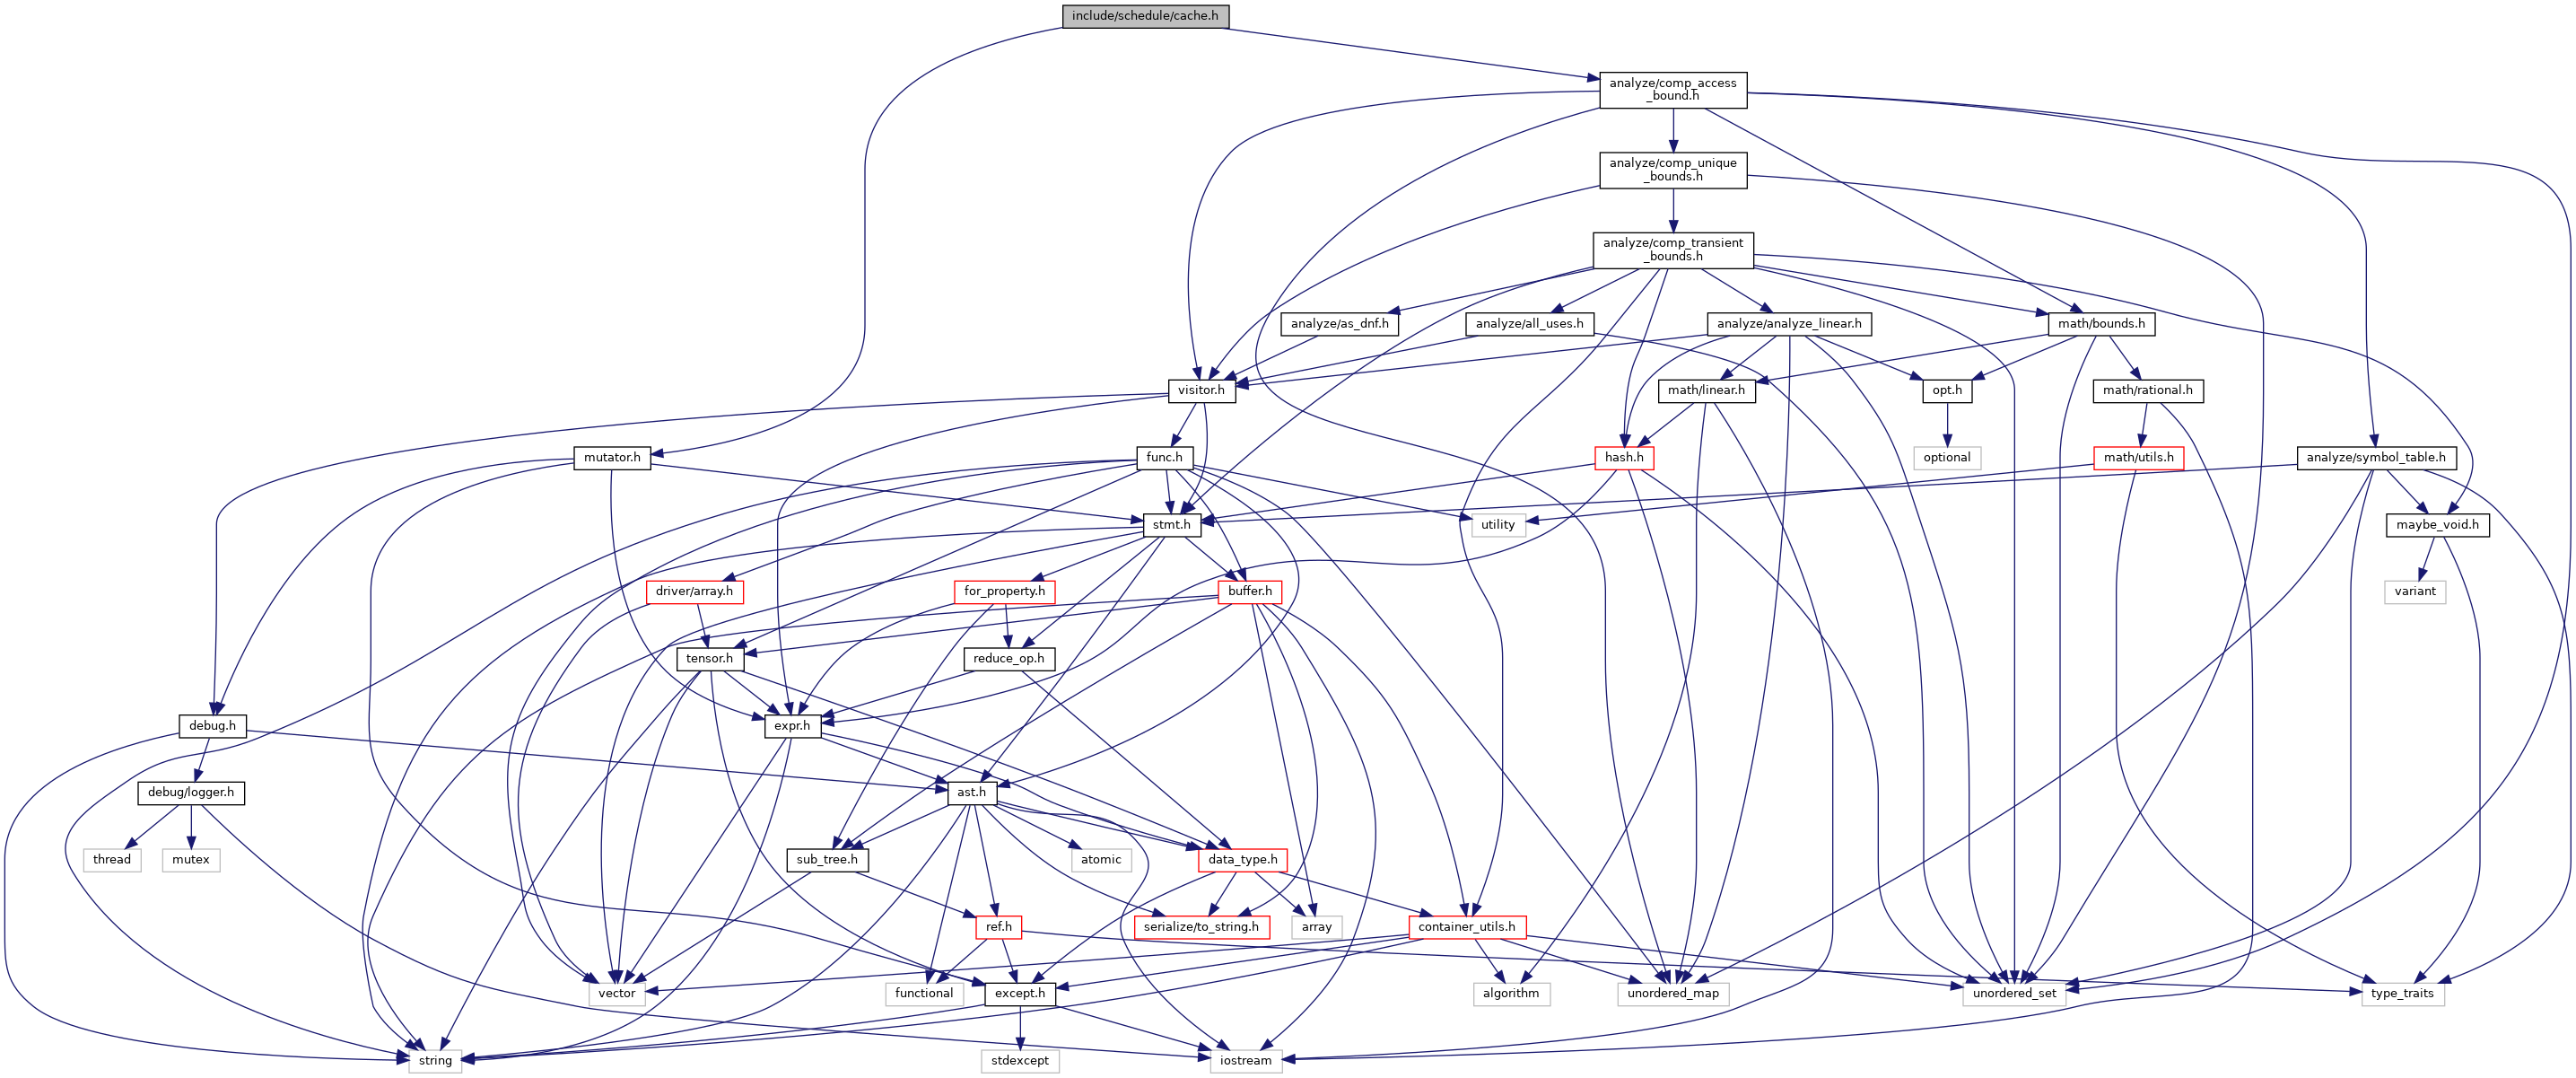 include/schedule/cache.h
analyze/comp_access
_bound.h
analyze/comp_unique
_bounds.h
analyze/comp_transient
_bounds.h
analyze/as_dnf.h
analyze/all_uses.h
analyze/analyze_linear.h
math/bounds.h
visitor.h
math/linear.h
opt.h
math/rational.h
mutator.h
func.h
hash.h
optional
math/utils.h
analyze/symbol_table.h
stmt.h
utility
maybe_void.h
driver/array.h
for_property.h
buffer.h
variant
tensor.h
reduce_op.h
debug.h
expr.h
debug/logger.h
ast.h
thread
mutex
sub_tree.h
atomic
data_type.h
ref.h
serialize/to_string.h
array
container_utils.h
vector
functional
except.h
algorithm
unordered_map
unordered_set
type_traits
string
stdexcept
iostream